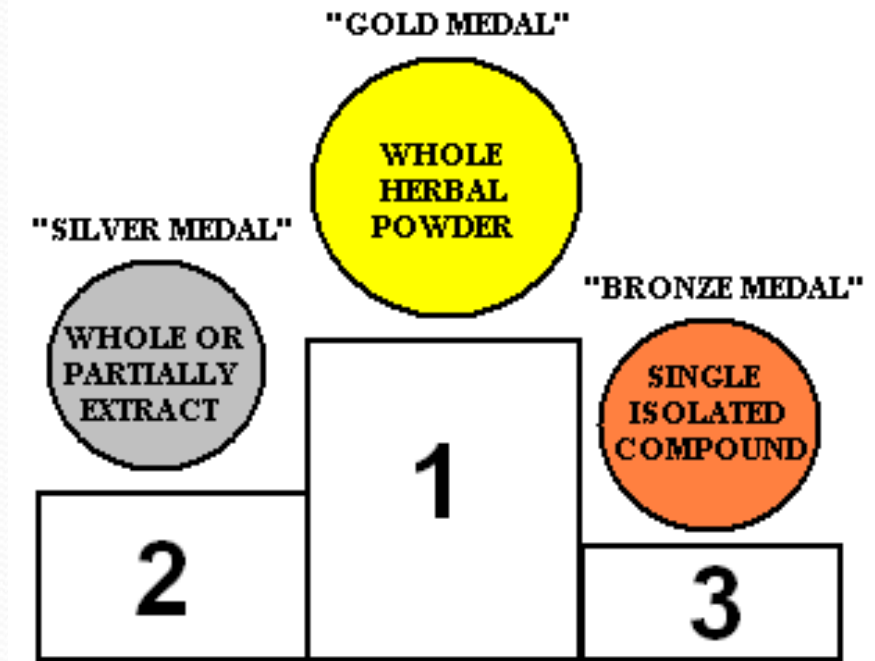 "GOLD MEDAL"
WHOLE
HERBAL
POWDER
"SILVER MEDAL"
WHOLE OR
PARTIALLY
EXTRACT
"BRONZE MEDAL"
SINGLE
ISOLATED
COMPOUND
1
2
3